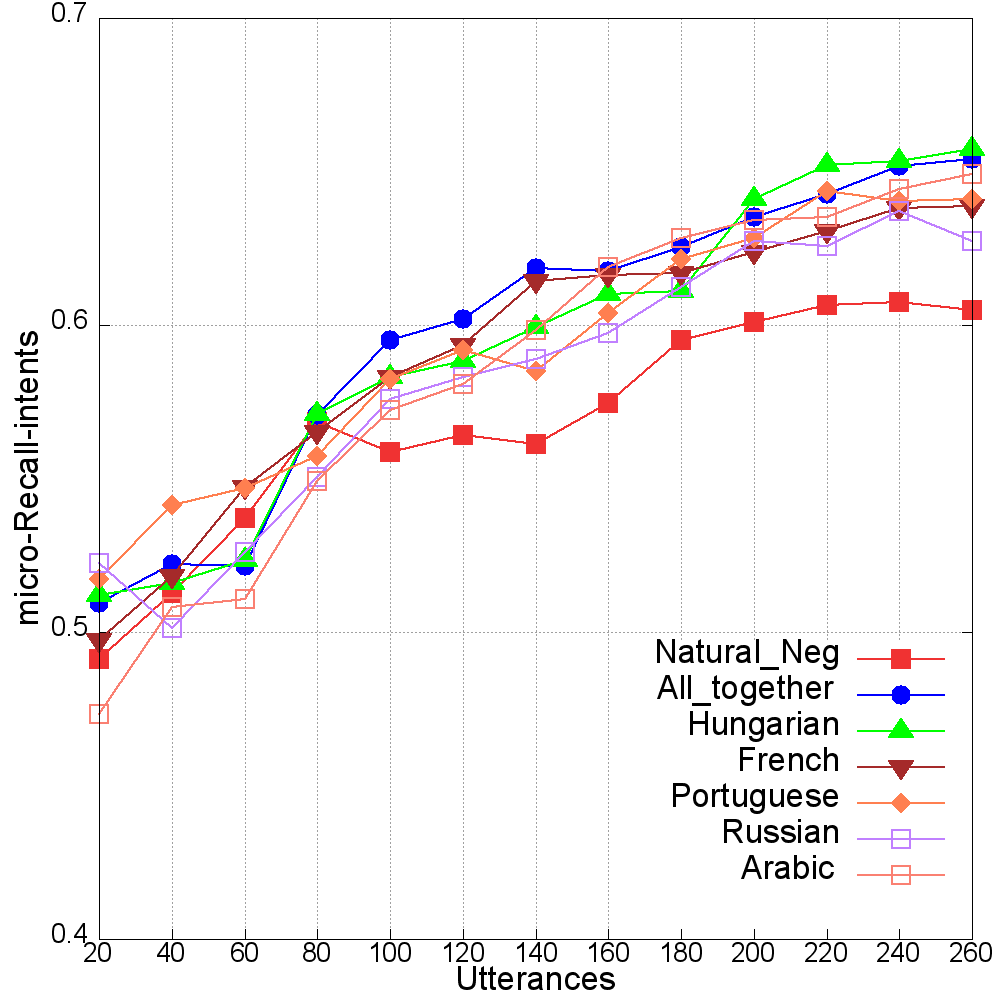 0.7
0.6
0.5
0.4
micro-Recall-intents
Natural_Neg
All_together
Hungarian
French
Portuguese
Russian
Arabic
20 40 60 80 100 120 140 160 180 200 220 240 260
Utterances